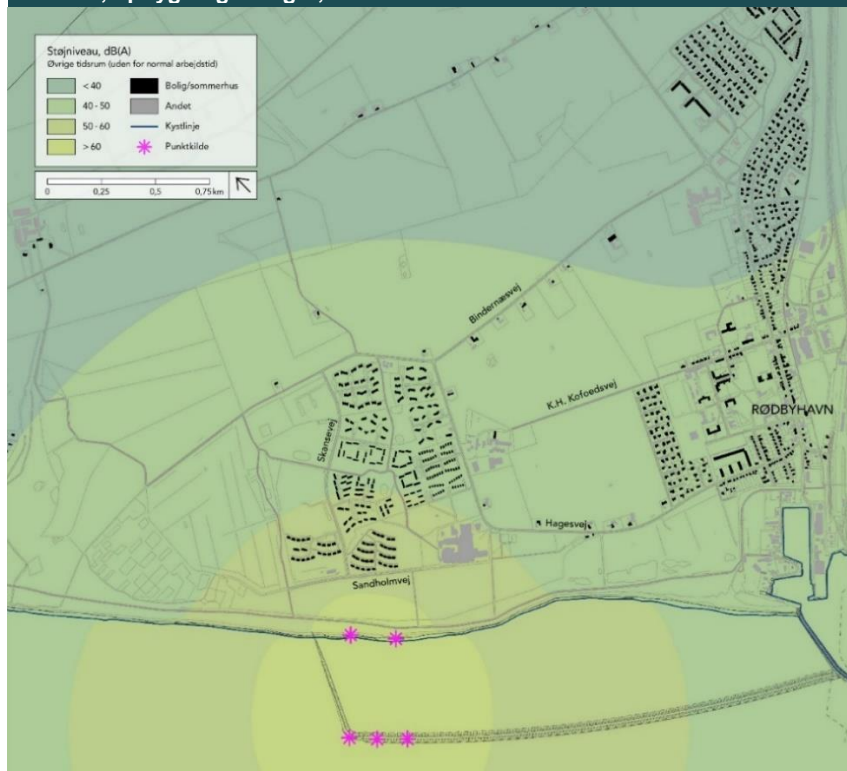 Støjniveau, dB(A)
Øvrige tidsrum (uden for normal arbejdstid)
<40
40 - 50
50 - 60
>60
Bolig/sommerhus
Andet
Kystlinje
Punktkilde
0 0,25 0,5 0,75 km
Bindernæsvej
K.H. Kofoedsvej
RØDBYHAVN
Skansevej
Hagesvej
Sandholmvej